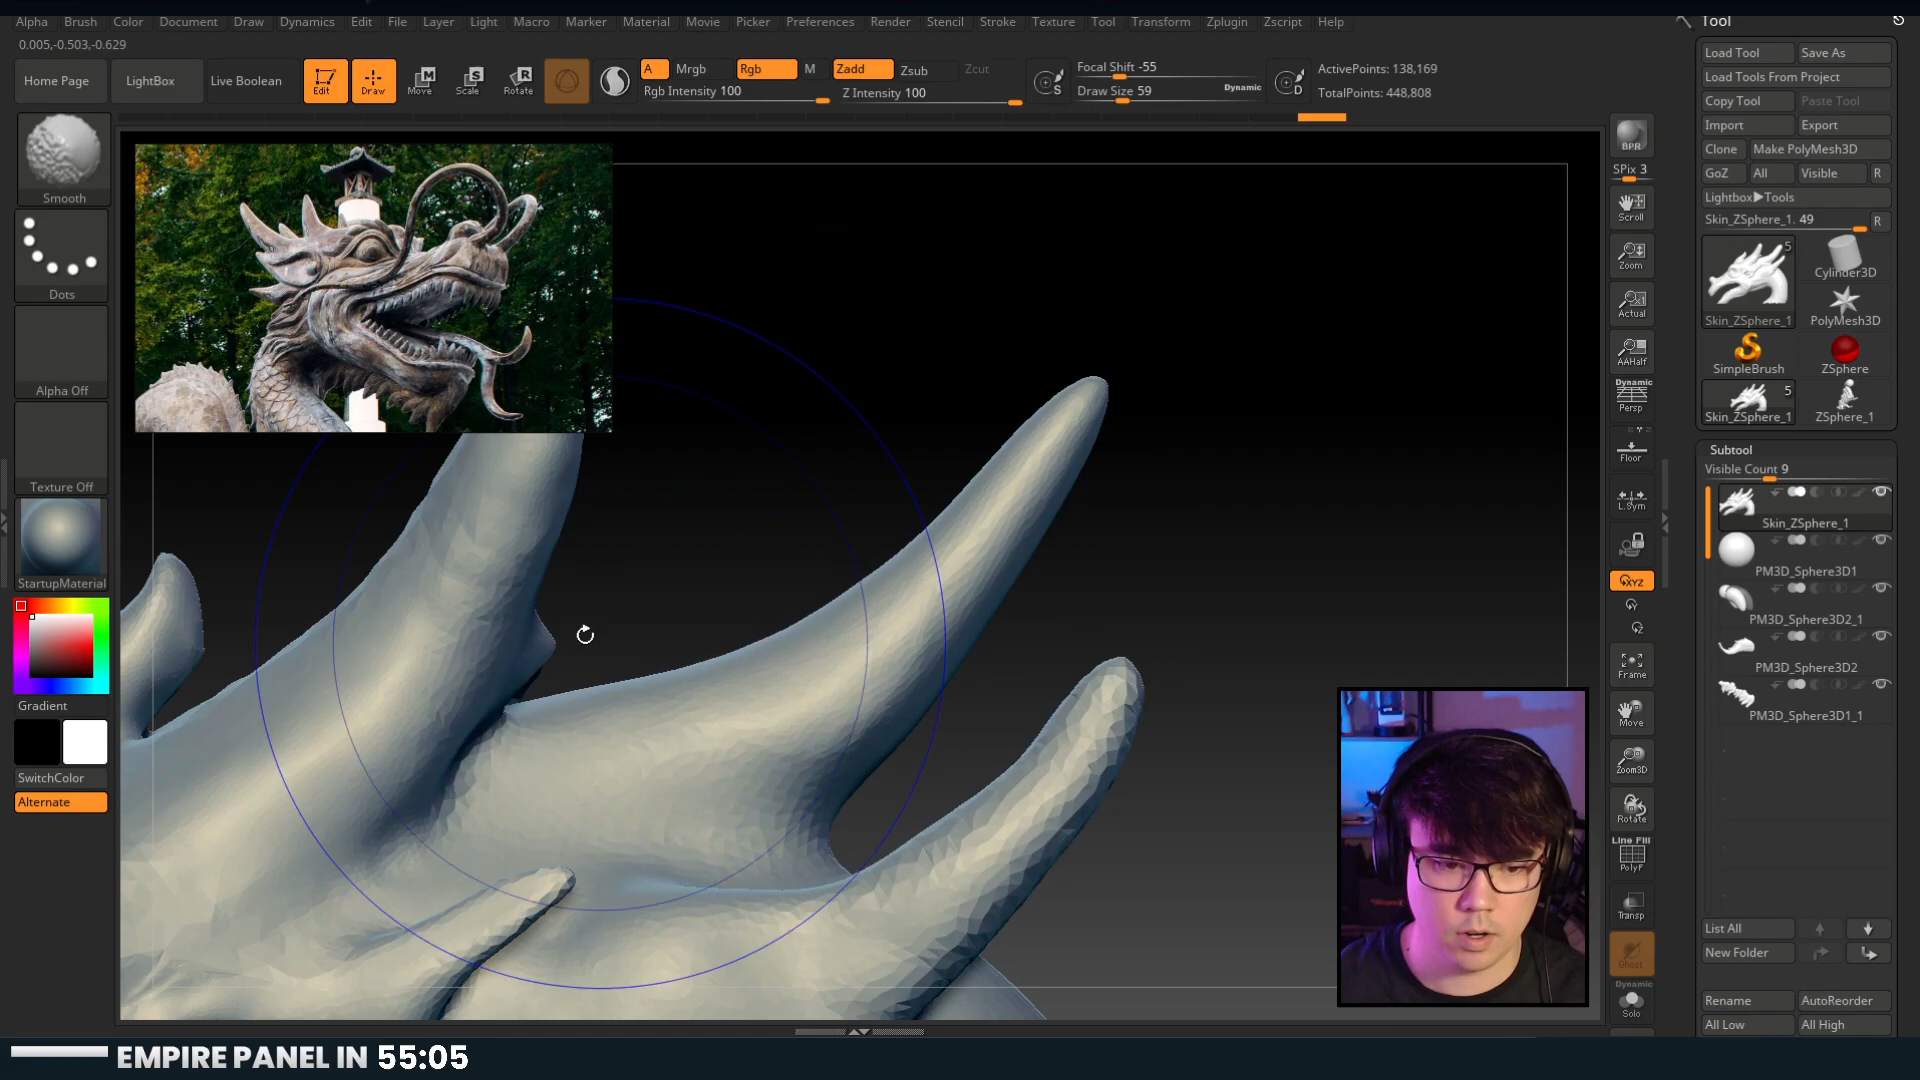 Alpha Brush Color Document Draw Dynamics Edit File Layer Light Macro Marker Material Movie Picker Preferences Render Stencil Stroke Texture Tool Transform Zplugin Zscript Help
Tool
0.005,-0.503,-0.629
Home Page
LightBox
Live Boolean
Edit
Draw
Move
Scale
Rotate
A Mrgb Rgb M Zadd Zsub Zcut
Rgb Intensity 100
Z Intensity 100
Focal Shift -55
Draw Size 59
Dynamic
ActivePoints: 138,169
TotalPoints: 448,808
Smooth
Dots
Alpha Off
Texture Off
StartupMaterial
Gradient
SwitchColor
Alternate
BPR
SPix 3
Scroll
Zoom
Actual
AAHalf
Dynamic
Persp
Floor
L.Sym
XYZ
Frame
Move
Zoom3D
Rotate
Line Fill
PolyF
Transp
Ghost
Dynamic
Solo
Load Tool Save As
Load Tools From Project
Copy Tool Paste Tool
Import Export
Clone Make PolyMesh3D
GoZ All Visible R
Lightbox▶Tools
Skin_ZSphere_1. 49 R
5
Skin_ZSphere_1
Cylinder3D
PolyMesh3D
SimpleBrush
ZSphere
5
Skin_ZSphere_1
ZSphere_1
Subtool
Visible Count 9
Skin_ZSphere_1
PM3D_Sphere3D1
PM3D_Sphere3D2_1
PM3D_Sphere3D2
PM3D_Sphere3D1_1
List All
New Folder
Rename AutoReorder
All Low All High
EMPIRE PANEL IN 55:05